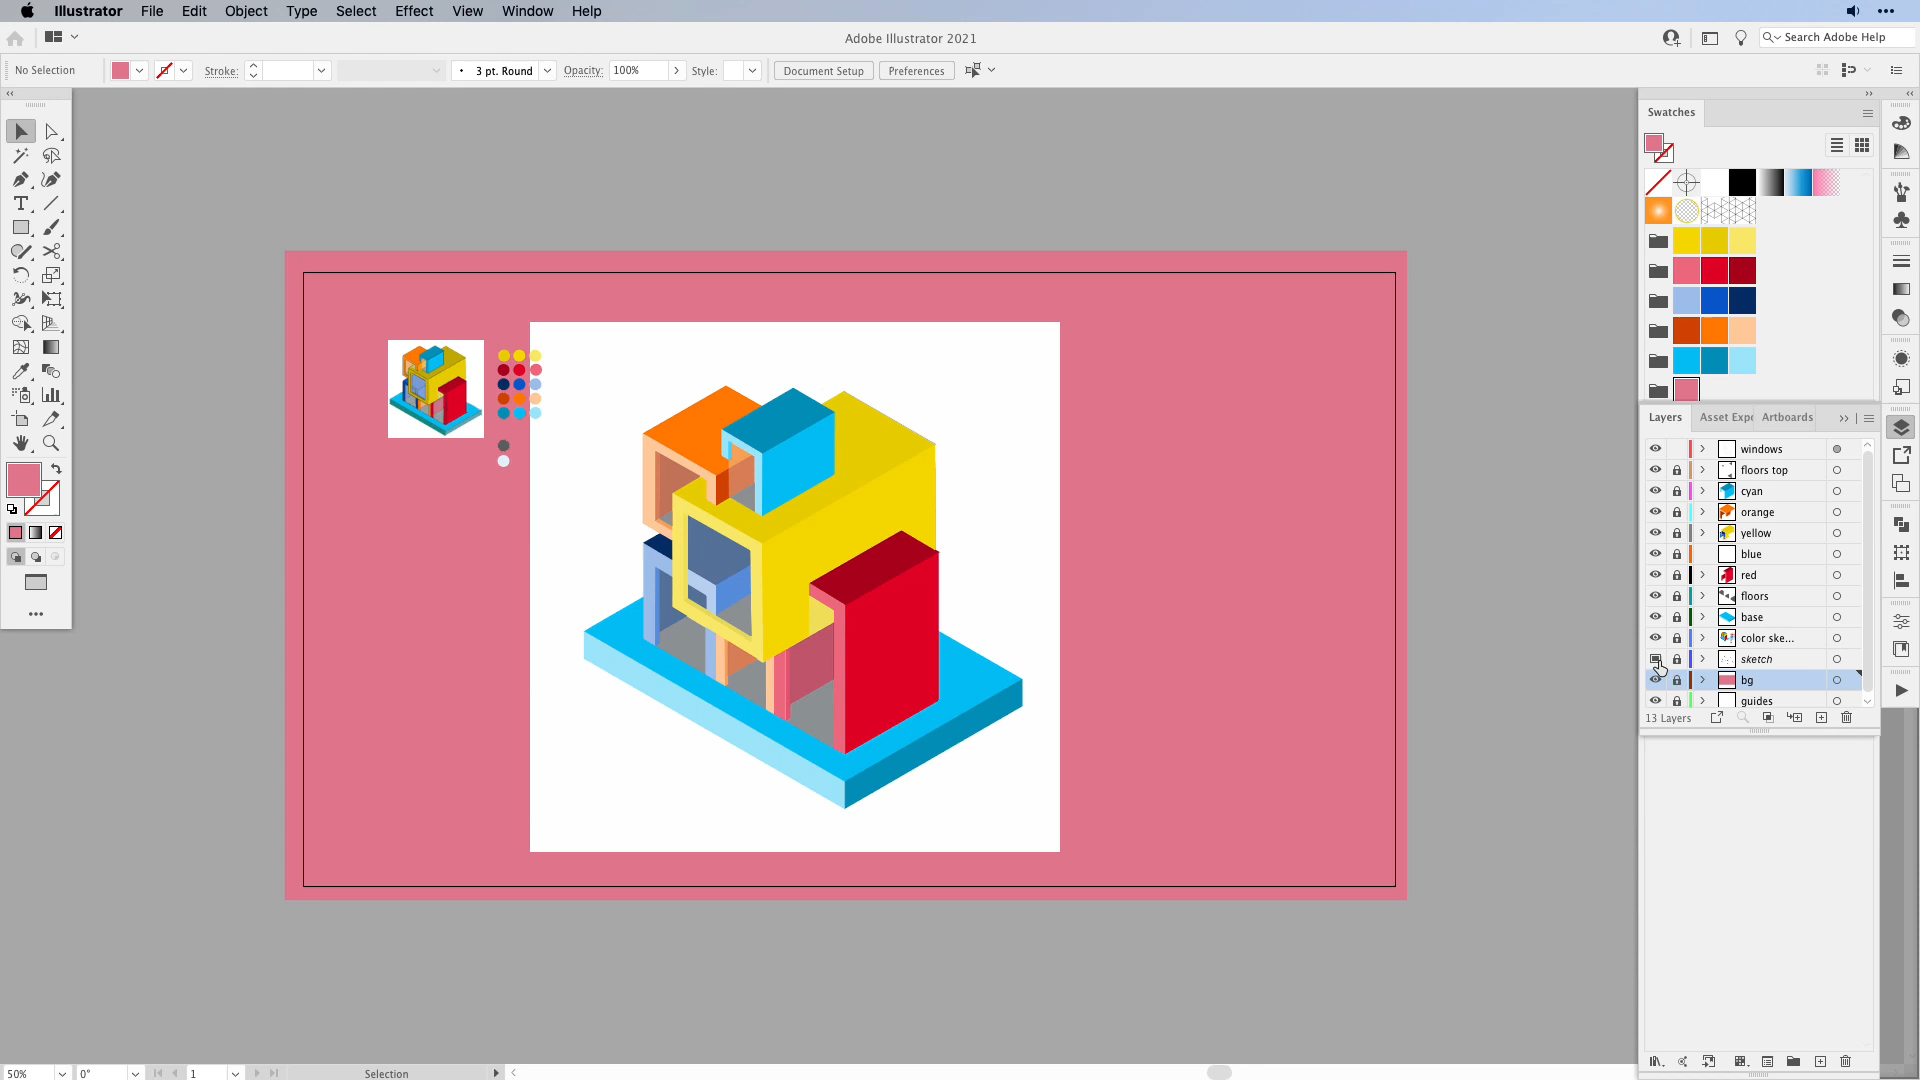 Illustrator File Edit Object Type Select Effect View Window Help
Adobe Illustrator 2021
Search Adobe Help
No Selection
Stroke:
3 pt. Round
Opacity: 100%
Style:
Document Setup
Preferences
Swatches
Layers Asset Expo Artboards
windows
floors top
cyan
orange
yellow
blue
red
floors
base
color ske...
sketch
bg
guides
13 Layers
50% 0° 1 Selection